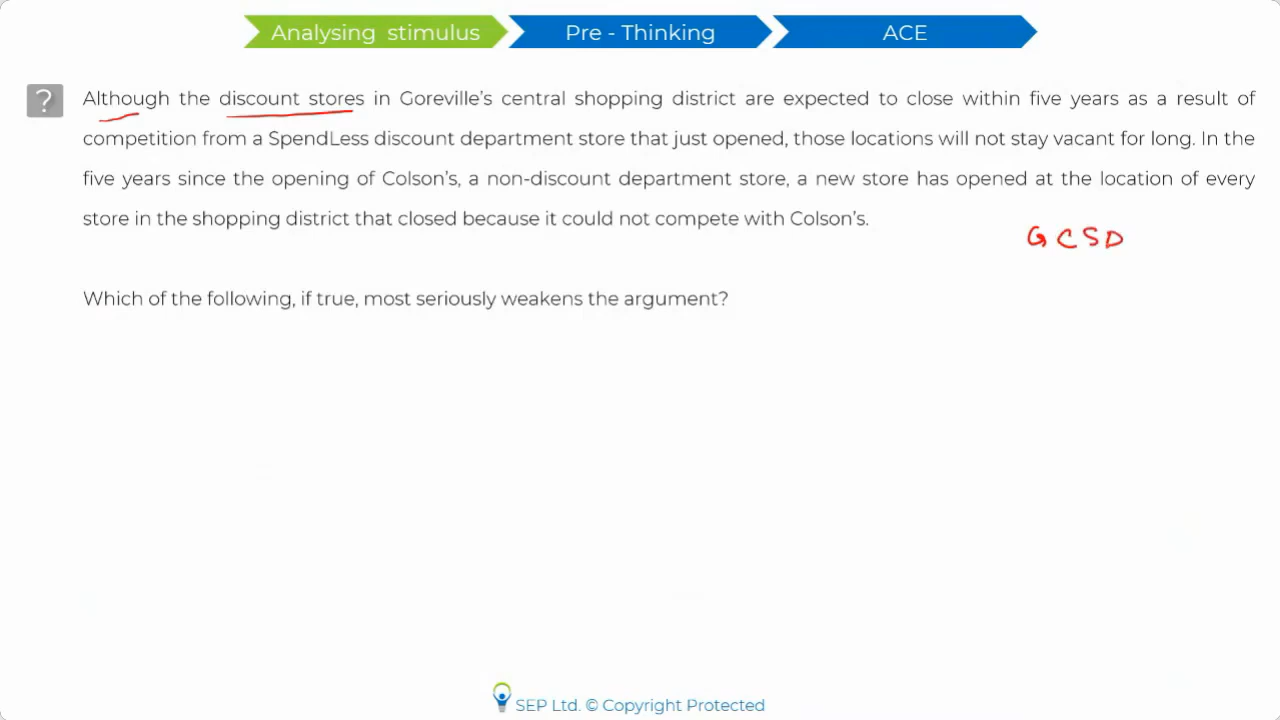 Analysing stimulus Pre - Thinking ACE
? Although the discount stores in Goreville's central shopping district are expected to close within five years as a result of
competition from a SpendLess discount department store that just opened, those locations will not stay vacant for long. In the
five years since the opening of Colson's, a non-discount department store, a new store has opened at the location of every
store in the shopping district that closed because it could not compete with Colson's.
G C S D
Which of the following, if true, most seriously weakens the argument?
SEP Ltd. © Copyright Protected